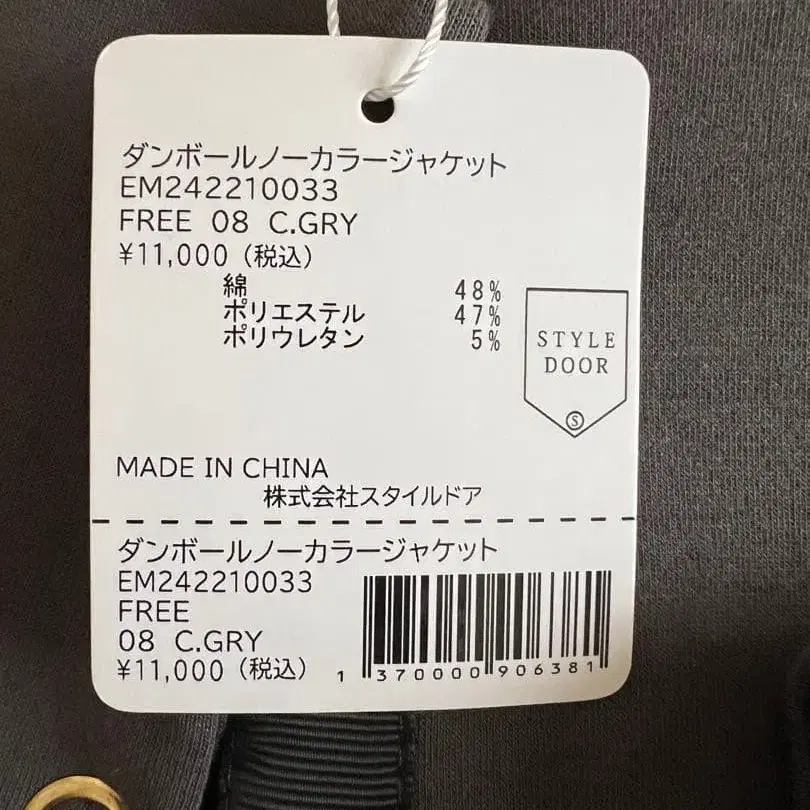 ダンボールノーカラージャケット
EM242210033
FREE 08 C.GRY
¥11,000 (税込)
綿 48%
ポリエステル 47%
ポリウレタン 5%
STYLE
DOOR
S
MADE IN CHINA
株式会社スタイルドア
ダンボールノーカラージャケット
EM242210033
FREE
08 C.GRY
¥11,000 (税込)
1 370000 906381